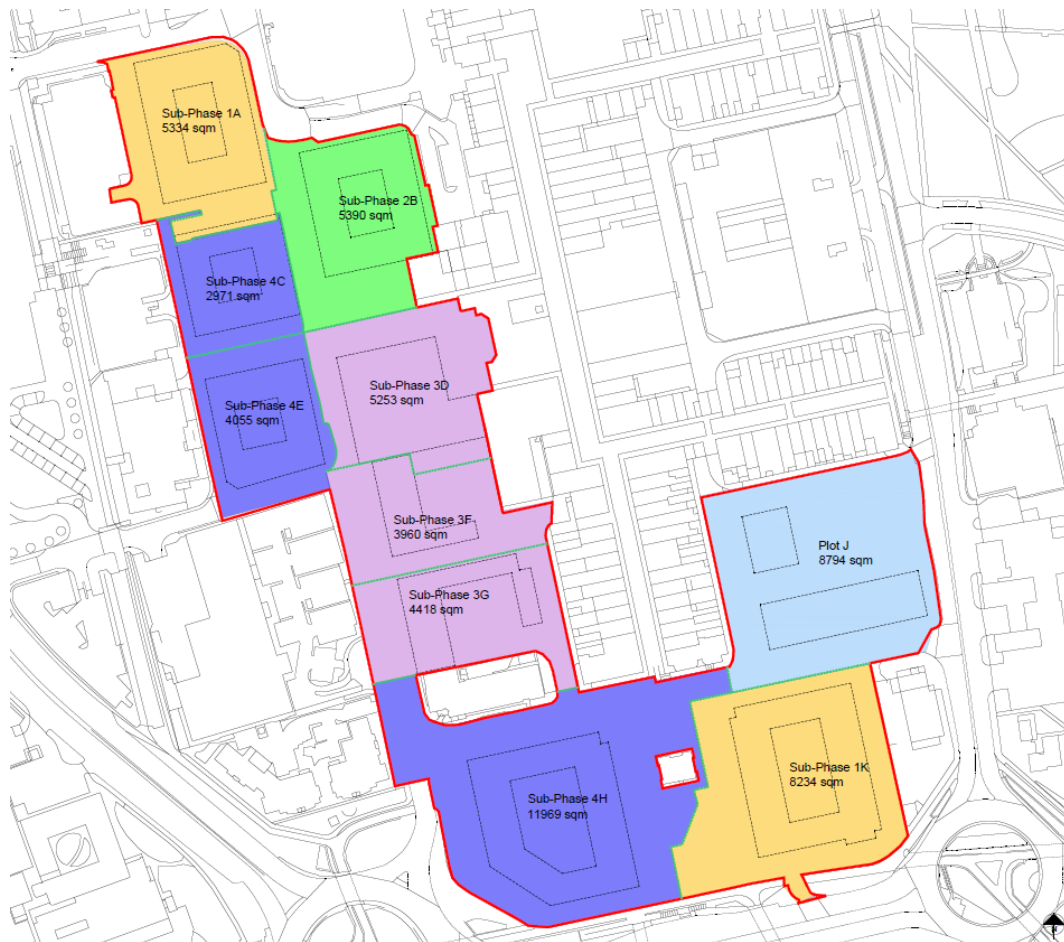 Sub-Phase 1A
5334 sqm
Sub-Phase 2B
5390 sqm
Sub-Phase 4C
2971 sqm
Sub-Phase 3D
5253 sqm
Sub-Phase 4E
4055 sqm
Sub-Phase 3F
3960 sqm
Plot J
8794 sqm
Sub-Phase 3G
4418 sqm
Sub-Phase 1K
8234 sqm
Sub-Phase 4H
11969 sqm